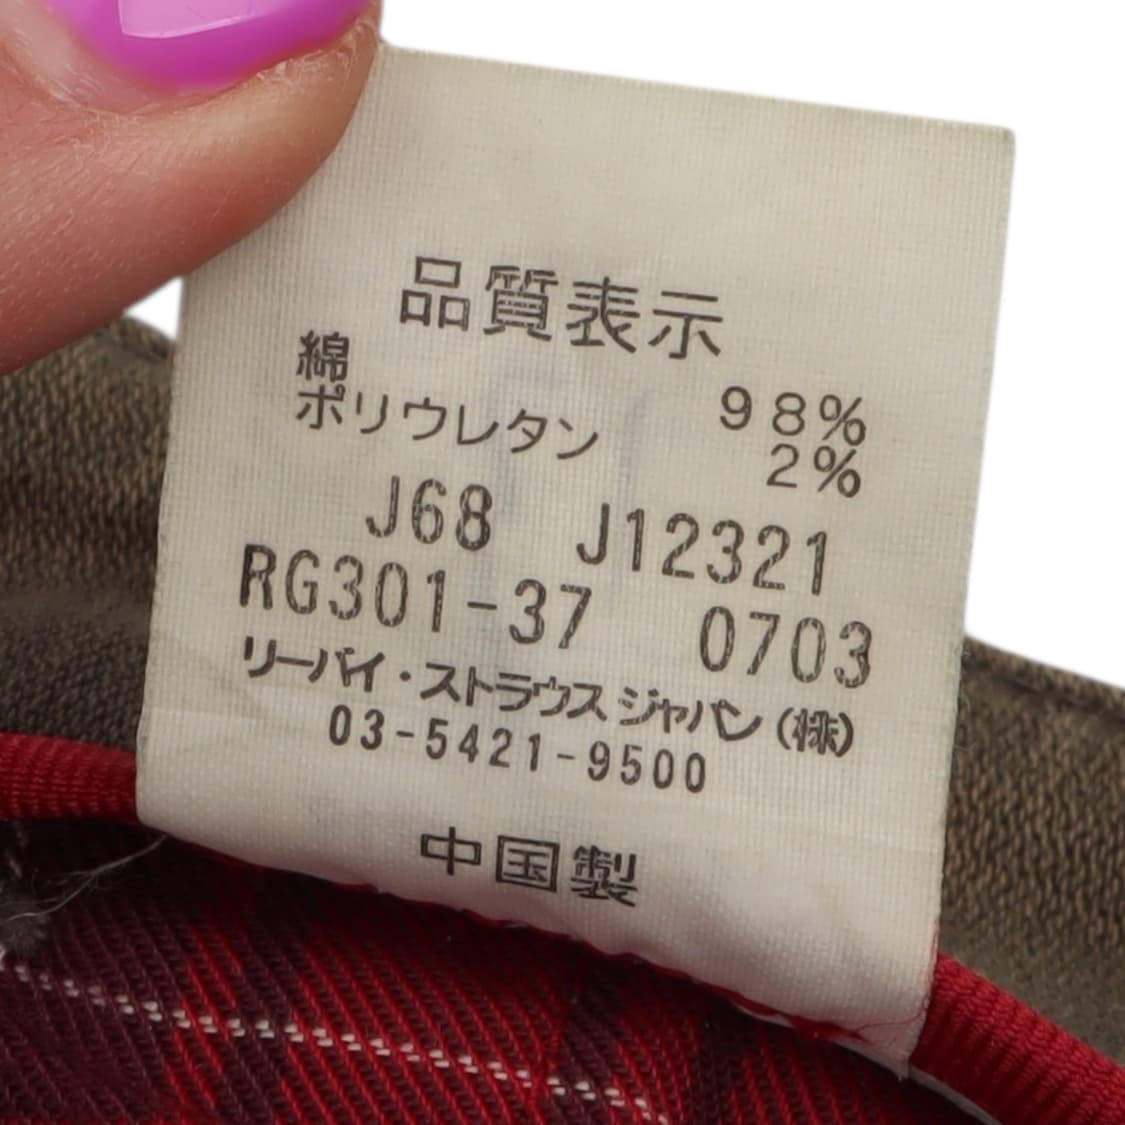 品質表示
綿 98%
ポリウレタン 2%
J68 J12321
RG301-37 0703
リーバイ・ストラウス ジャパン(株)
03-5421-9500
中国製